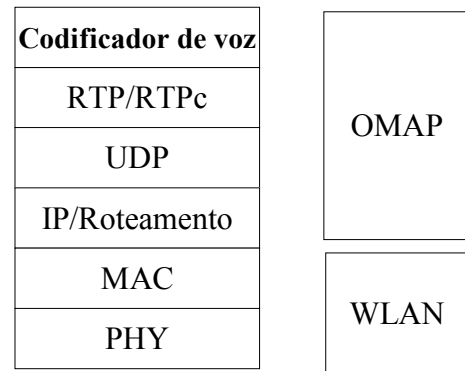 Codificador de voz
RTP/RTPc
UDP
IP/Roteamento
MAC
PHY
OMAP
WLAN